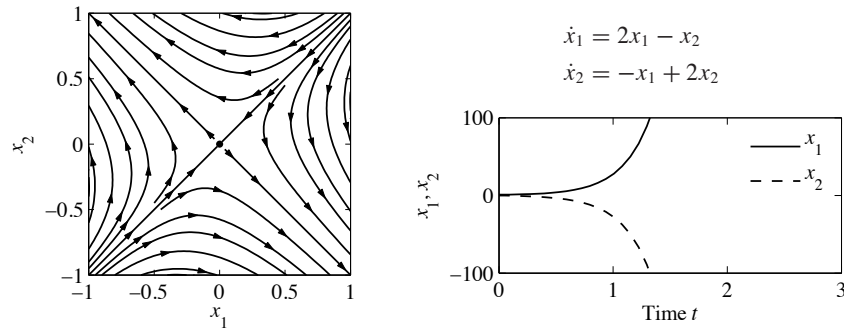 1
0.5
0
−0.5
−1
−1
−0.5
0
0.5
1
x₂
x₁
ẋ₁ = 2x₁ − x₂
ẋ₂ = −x₁ + 2x₂
100
0
−100
0
1
2
3
x₁, x₂
Time t
x₁
x₂